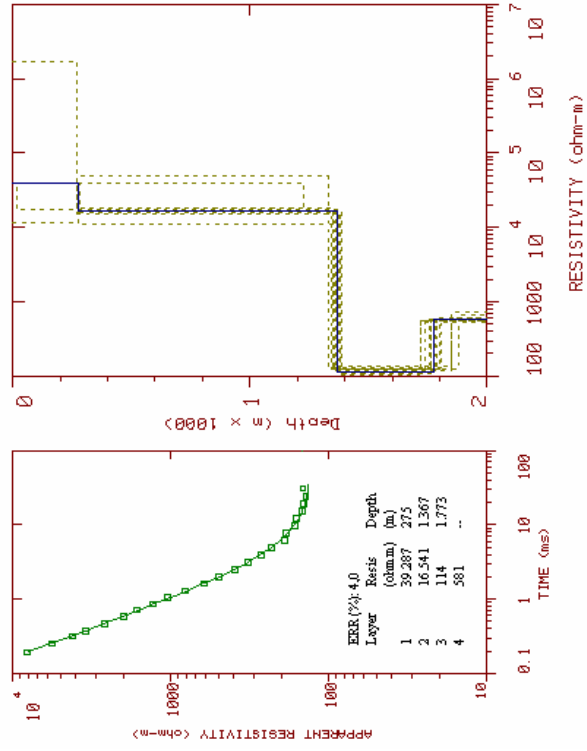 APPARENT RESISTIVITY (ohm-m)
10 4
1000
100
10
0.1 1 10 100
TIME (ms)
ERR (%): 4.0
Layer Resis Depth
(ohm.m) (m)
1 39.287 275
2 16.541 1367
3 114 1.773
4 581 --
Depth (m x 1000)
0
1
2
100 1000 10 4 10 5 10 6 10 7
RESISTIVITY (ohm-m)